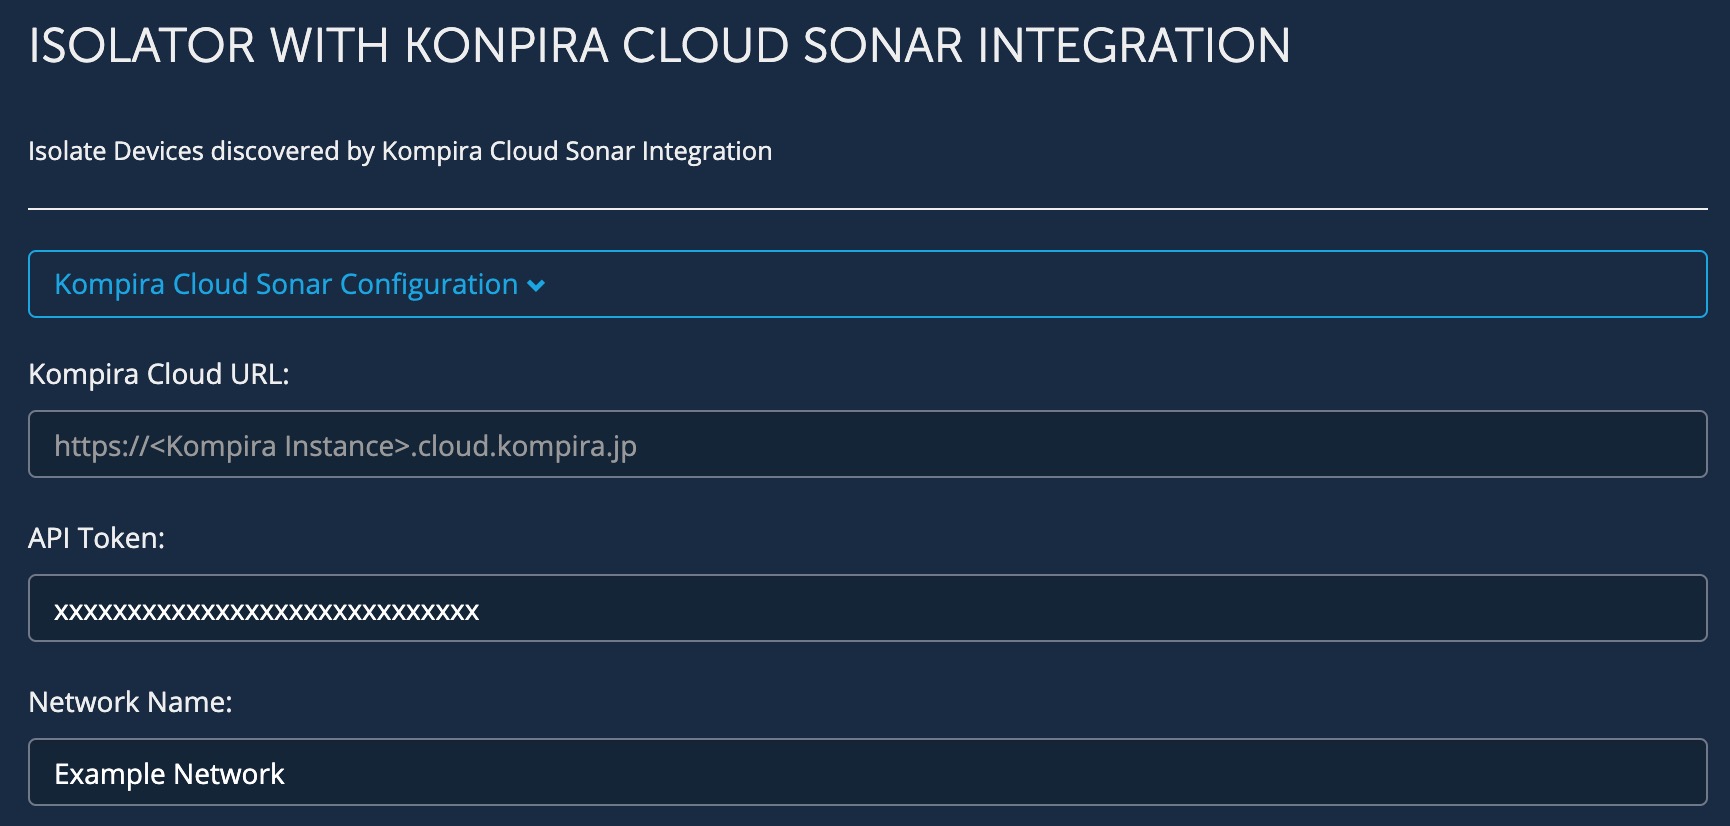 ISOLATOR WITH KONPIRA CLOUD SONAR INTEGRATION
Isolate Devices discovered by Kompira Cloud Sonar Integration
Kompira Cloud Sonar Configuration
Kompira Cloud URL:
https://<Kompira Instance>.cloud.kompira.jp
API Token:
xxxxxxxxxxxxxxxxxxxxxxxxxxxxx
Network Name:
Example Network